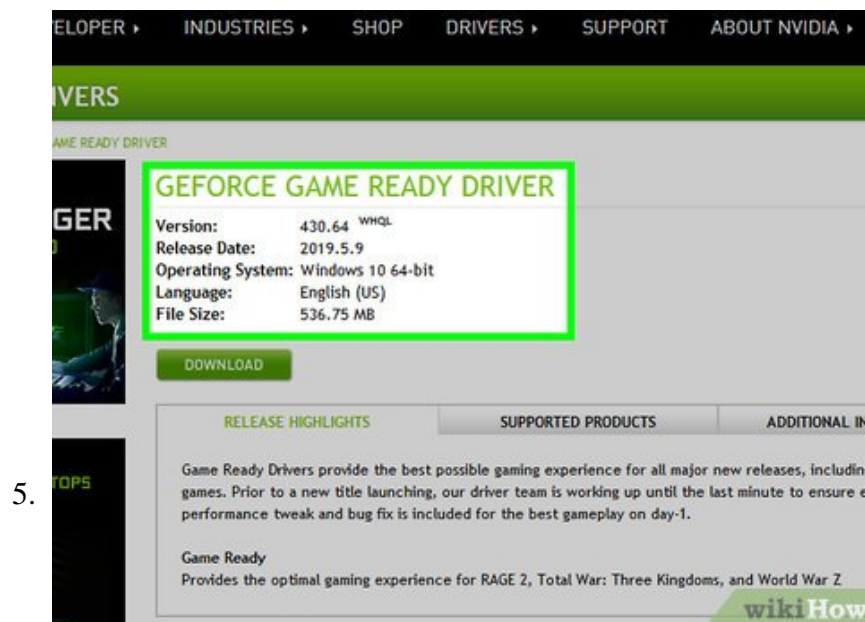 ELOPER INDUSTRIES SHOP DRIVERS SUPPORT ABOUT NVIDIA
IVERS
AME READY DRIVER
GER
GEFORCE GAME READY DRIVER
Version: 430.64 WHQL
Release Date: 2019.5.9
Operating System: Windows 10 64-bit
Language: English (US)
File Size: 536.75 MB
DOWNLOAD
RELEASE HIGHLIGHTS SUPPORTED PRODUCTS ADDITIONAL IN
5.
TOPS
Game Ready Drivers provide the best possible gaming experience for all major new releases, includin
games. Prior to a new title launching, our driver team is working up until the last minute to ensure e
performance tweak and bug fix is included for the best gameplay on day-1.
Game Ready
Provides the optimal gaming experience for RAGE 2, Total War: Three Kingdoms, and World War Z
wikiHow